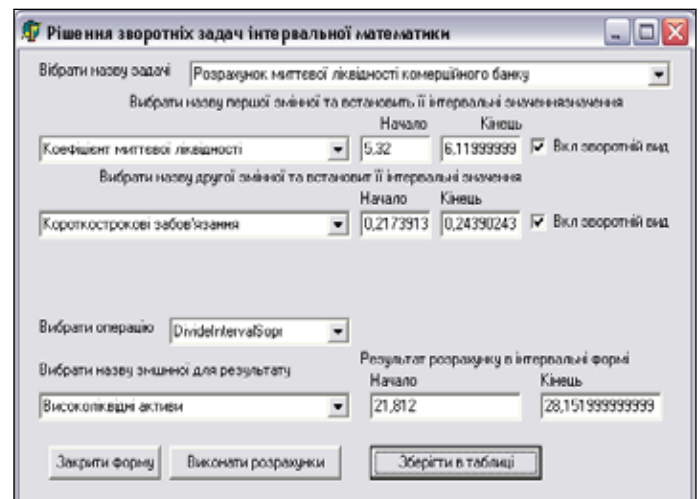 Рішення зворотніх задач інтервальної математики
Вібрати назву задачі Розрахунок миттєвої ліквідності комерційного банку
Вибрати назву першої змінної та встановить її інтервальні значеннязначення
Начало Кінець
Коефіцієнт миттєвої ліквідності 5,32 6,11999999 Вкл зворотній вид
Вибрати назву другої змінної та встановит її інтервальні значення
Начало Кінець
Короткострокові забов'язання 0,2173913 0,24390243 Вкл зворотній вид
Вибрати операцію DivideIntervalSopr
Результат розрахунку в інтервальні формі
Вибрати назву змінної для результату
Начало Кінець
Високоліквідні активи 21,812 28,151999999999
Закрити форму Виконати розрахунки Зберігти в таблиці